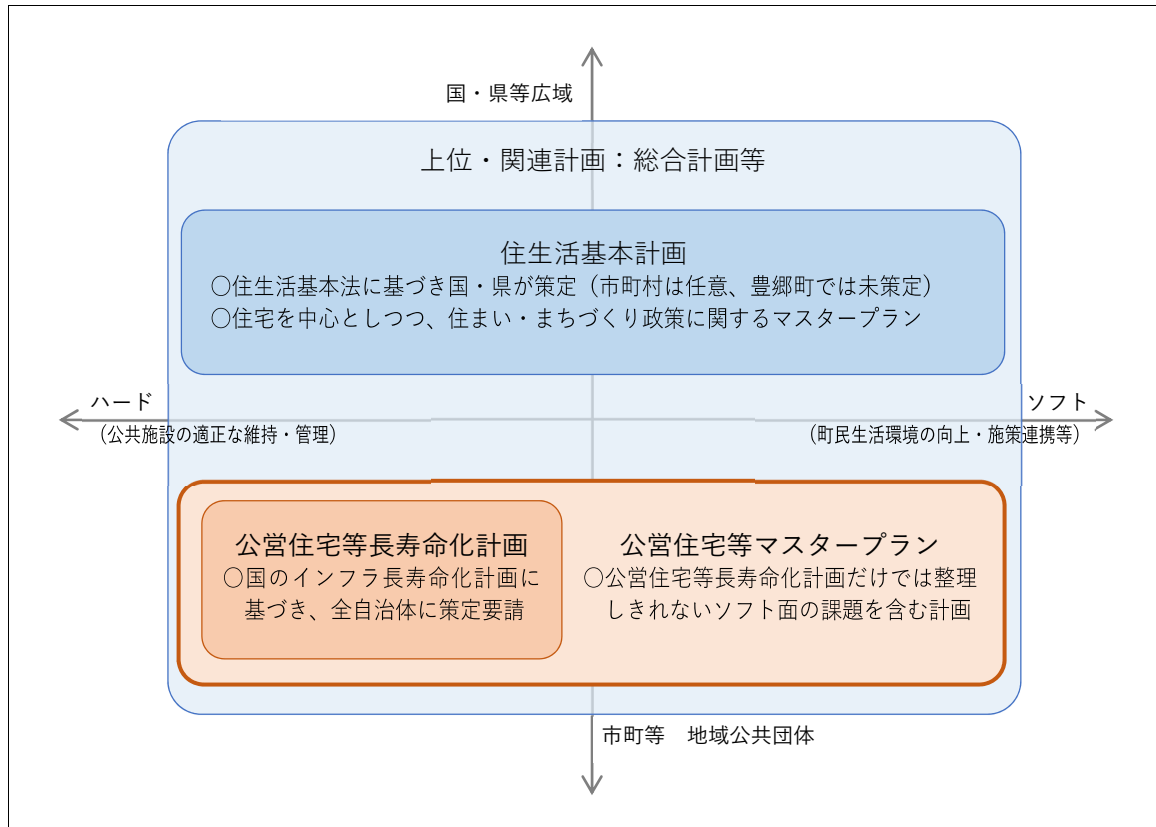 国・県等広域
上位・関連計画：総合計画等
住生活基本計画
○住生活基本法に基づき国・県が策定（市町村は任意、豊郷町では未策定）
○住宅を中心としつつ、住まい・まちづくり政策に関するマスタープラン
ハード
（公共施設の適正な維持・管理）
ソフト
（町民生活環境の向上・施策連携等）
公営住宅等長寿命化計画
○国のインフラ長寿命化計画に
基づき、全自治体に策定要請
公営住宅等マスタープラン
○公営住宅等長寿命化計画だけでは整理
しきれないソフト面の課題を含む計画
市町等　地域公共団体